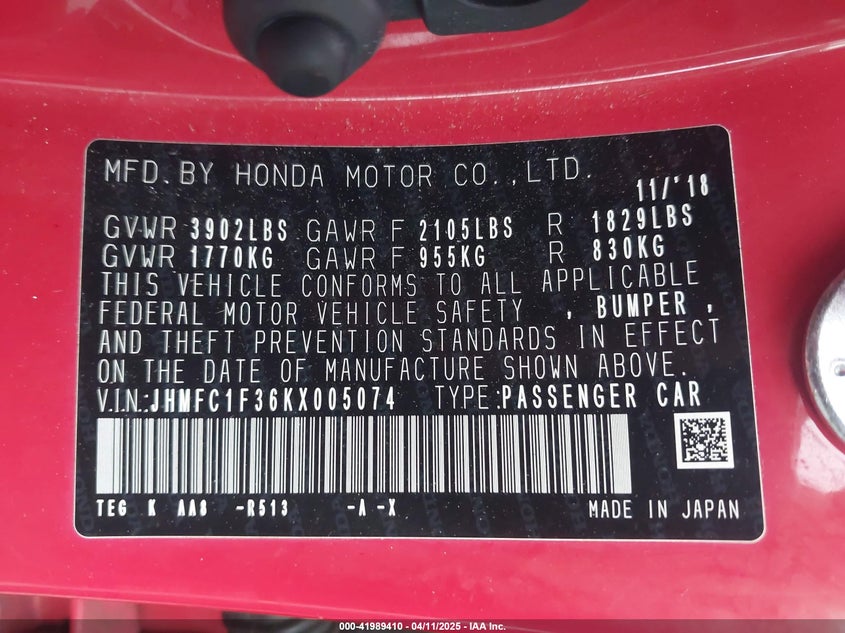 MFD. BY HONDA MOTOR CO., LTD. 11/'18
GVWR 3902LBS GAWR F 2105LBS R 1829LBS
GVWR 1770KG GAWR F 955KG R 830KG
THIS VEHICLE CONFORMS TO ALL APPLICABLE
FEDERAL MOTOR VEHICLE SAFETY , BUMPER ,
AND THEFT PREVENTION STANDARDS IN EFFECT
ON THE DATE OF MANUFACTURE SHOWN ABOVE.
V.I.N.:JHMFC1F36KX005074 TYPE:PASSENGER CAR
TEG K AA8 -R513 -A -X MADE IN JAPAN
000-41989410 - 04/11/2025 - IAA Inc.